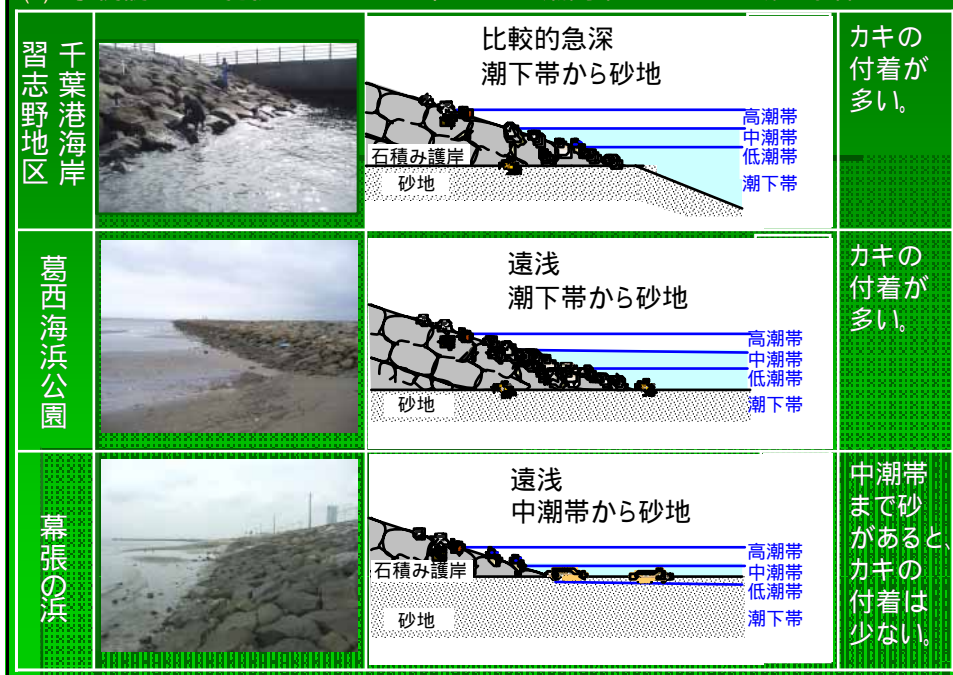 千葉港海岸
習志野地区
比較的急深
潮下帯から砂地
高潮帯
中潮帯
低潮帯
潮下帯
石積み護岸
砂地
カキの
付着が
多い。
葛西海浜公園
遠浅
潮下帯から砂地
高潮帯
中潮帯
低潮帯
潮下帯
砂地
カキの
付着が
多い。
幕張の浜
遠浅
中潮帯から砂地
高潮帯
中潮帯
低潮帯
潮下帯
石積み護岸
砂地
中潮帯
まで砂
があると、
カキの
付着は
少ない。